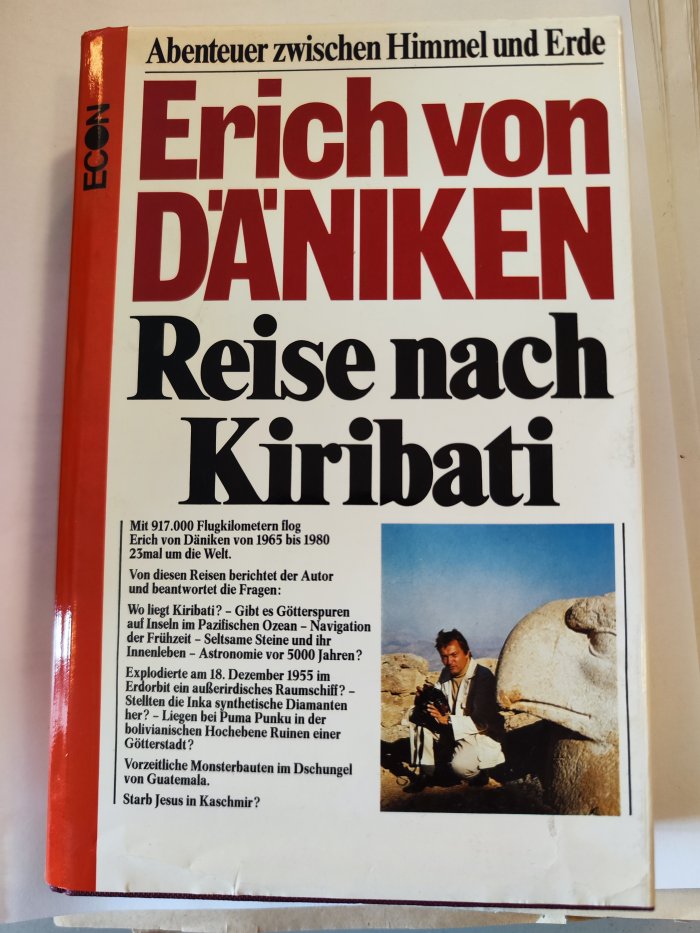 Abenteuer zwischen Himmel und Erde
ECON
Erich von
DÄNIKEN
Reise nach
Kiribati
Mit 917.000 Flugkilometern flog
Erich von Däniken von 1965 bis 1980
23mal um die Welt.
Von diesen Reisen berichtet der Autor
und beantwortet die Fragen:
Wo liegt Kiribati? – Gibt es Götterspuren
auf Inseln im Pazifischen Ozean – Navigation
der Frühzeit – Seltsame Steine und ihr
Innenleben – Astronomie vor 5000 Jahren?
Explodierte am 18. Dezember 1955 im
Erdorbit ein außerirdisches Raumschiff? –
Stellten die Inka synthetische Diamanten
her? – Liegen bei Puma Punku in der
bolivianischen Hochebene Ruinen einer
Götterstadt?
Vorzeitliche Monsterbauten im Dschungel
von Guatemala.
Starb Jesus in Kaschmir?